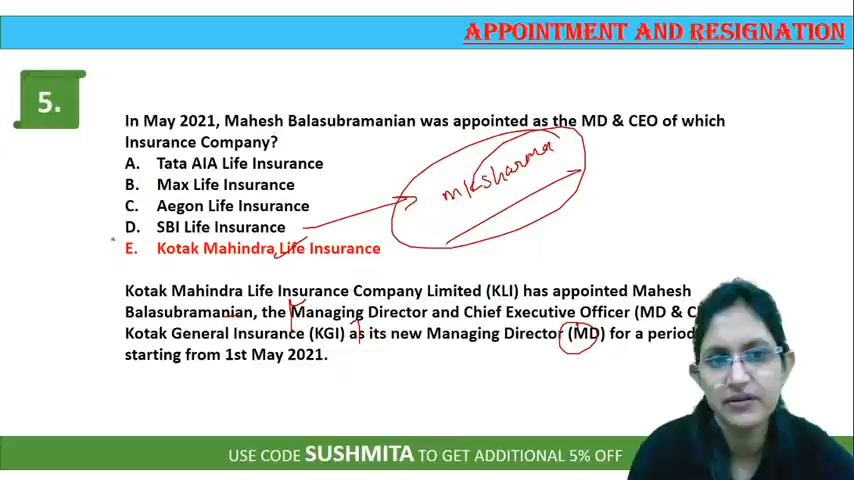 APPOINTMENT AND RESIGNATION
5.
In May 2021, Mahesh Balasubramanian was appointed as the MD & CEO of which
Insurance Company?
A. Tata AIA Life Insurance
B. Max Life Insurance
C. Aegon Life Insurance
D. SBI Life Insurance
E. Kotak Mahindra Life Insurance
mksharma
Kotak Mahindra Life Insurance Company Limited (KLI) has appointed Mahesh
Balasubramanian, the Managing Director and Chief Executive Officer (MD & C
Kotak General Insurance (KGI) as its new Managing Director (MD) for a period
starting from 1st May 2021.
USE CODE SUSHMITA TO GET ADDITIONAL 5% OFF